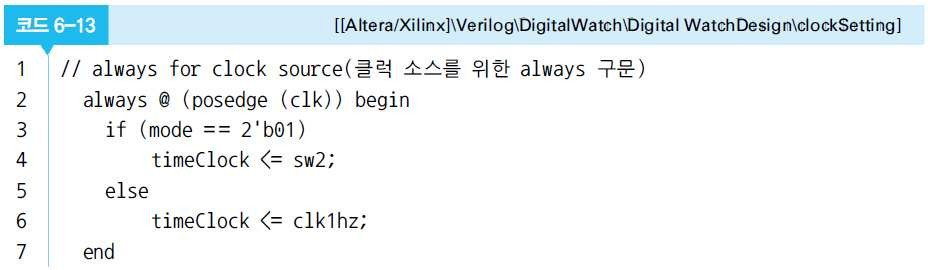 코드 6-13
[[Altera/Xilinx]\Verilog\DigitalWatch\Digital WatchDesign\clockSetting]
1 // always for clock source(클럭 소스를 위한 always 구문)
2 always @ (posedge (clk)) begin
3 if (mode == 2'b01)
4 timeClock <= sw2;
5 else
6 timeClock <= clk1hz;
7 end